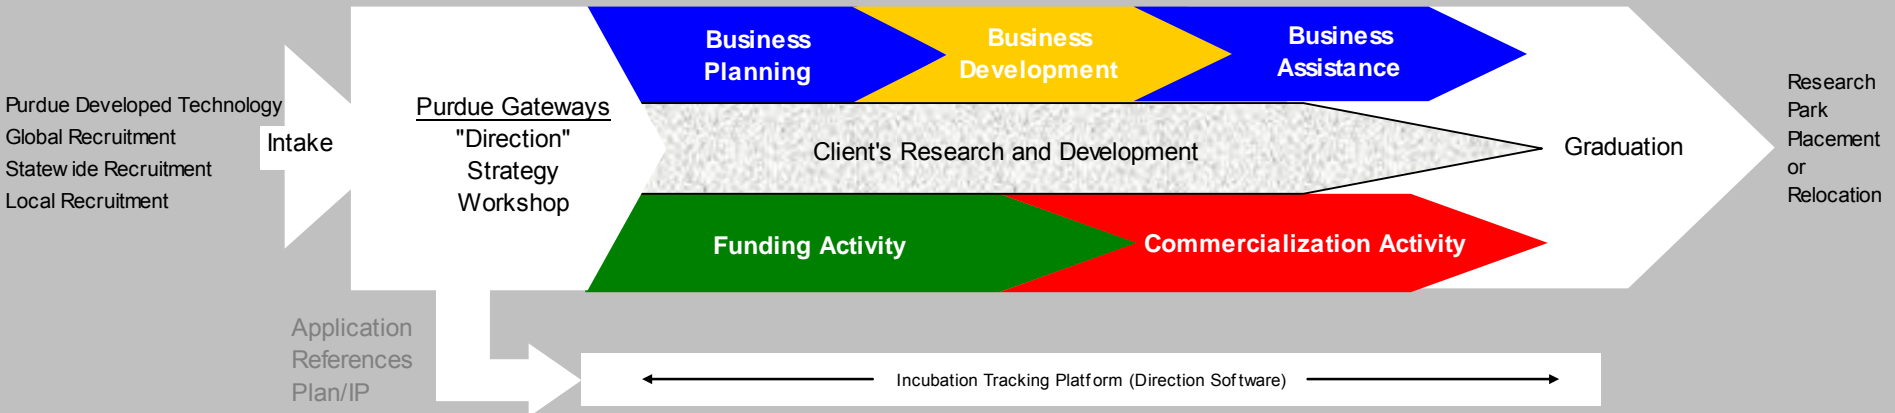 Purdue Developed Technology
Global Recruitment
Statewide Recruitment
Local Recruitment
Intake
Purdue Gateways
"Direction"
Strategy
Workshop
Business
Planning
Business
Development
Business
Assistance
Client's Research and Development
Funding Activity
Commercialization Activity
Graduation
Research
Park
Placement
or
Relocation
Application
References
Plan/IP
Incubation Tracking Platform (Direction Software)